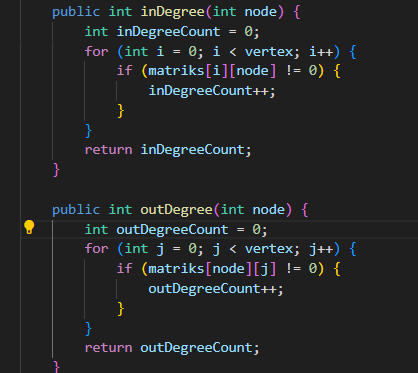 public int inDegree(int node) {
int inDegreeCount = 0;
for (int i = 0; i < vertex; i++) {
if (matriks[i][node] != 0) {
inDegreeCount++;
}
}
return inDegreeCount;
}
public int outDegree(int node) {
int outDegreeCount = 0;
for (int j = 0; j < vertex; j++) {
if (matriks[node][j] != 0) {
outDegreeCount++;
}
}
return outDegreeCount;
}